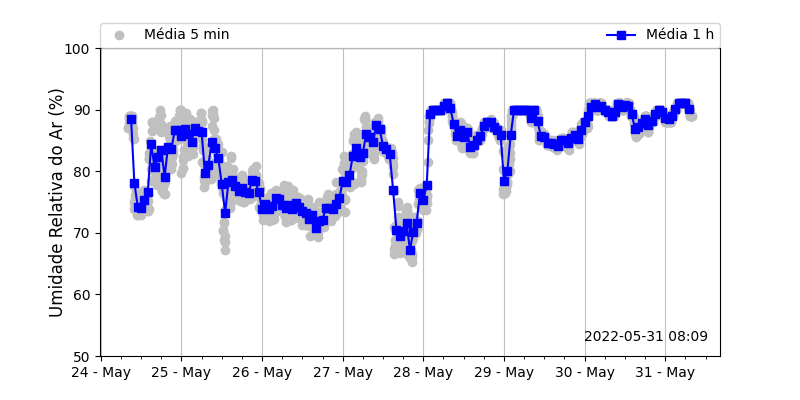 Média 5 min
Média 1 h
Umidade Relativa do Ar (%)
100
90
80
70
60
50
2022-05-31 08:09
24 - May
25 - May
26 - May
27 - May
28 - May
29 - May
30 - May
31 - May